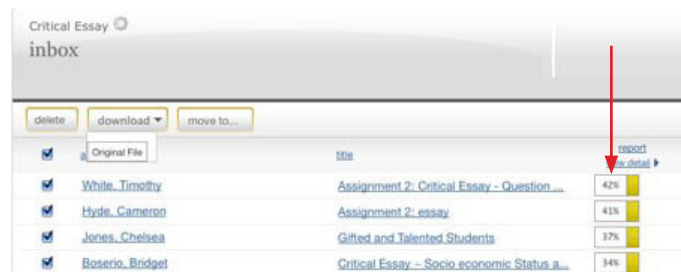 Critical Essay
inbox
delete download move to...
Original File
title report
detail
White, Timothy Assignment 2: Critical Essay - Question ... 42%
Hyde, Cameron Assignment 2: essay 41%
Jones, Chelsea Gifted and Talented Students 37%
Boserio, Bridget Critical Essay – Socio economic Status a... 34%